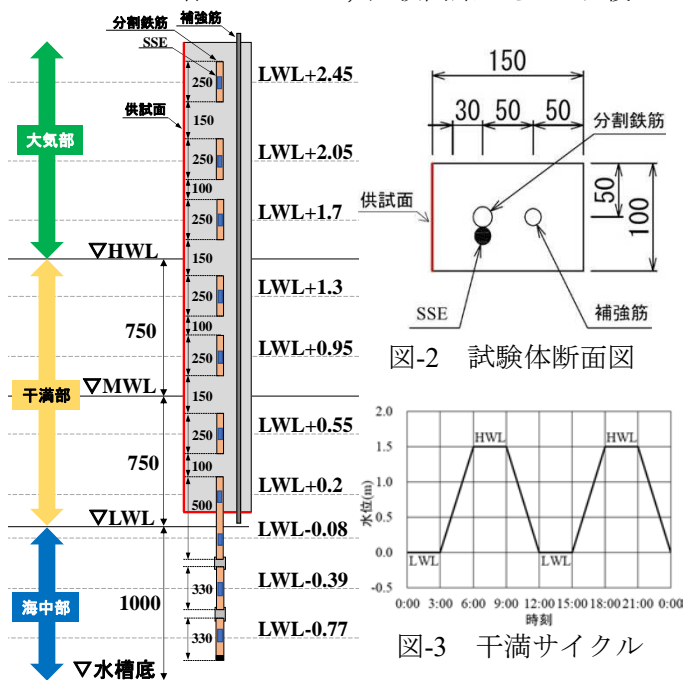 分割鉄筋
補強筋
SSE
供試面
大気部
干満部
海中部
250
150
250
100
250
150
250
100
250
150
250
100
500
330
330
LWL+2.45
LWL+2.05
LWL+1.7
▽HWL
LWL+1.3
750
LWL+0.95
▽MWL
LWL+0.55
750
LWL+0.2
▽LWL
LWL-0.08
LWL-0.39
1000
LWL-0.77
▽水槽底
150
30 50 50
分割鉄筋
供試面
50
100
SSE
補強筋
図-2 試験体断面図
2.0
1.5
1.0
0.5
0.0
-0.5
水位(m)
HWL HWL
LWL LWL
0:00 3:00 6:00 9:00 12:00 15:00 18:00 21:00 0:00
時刻
図-3 干満サイクル